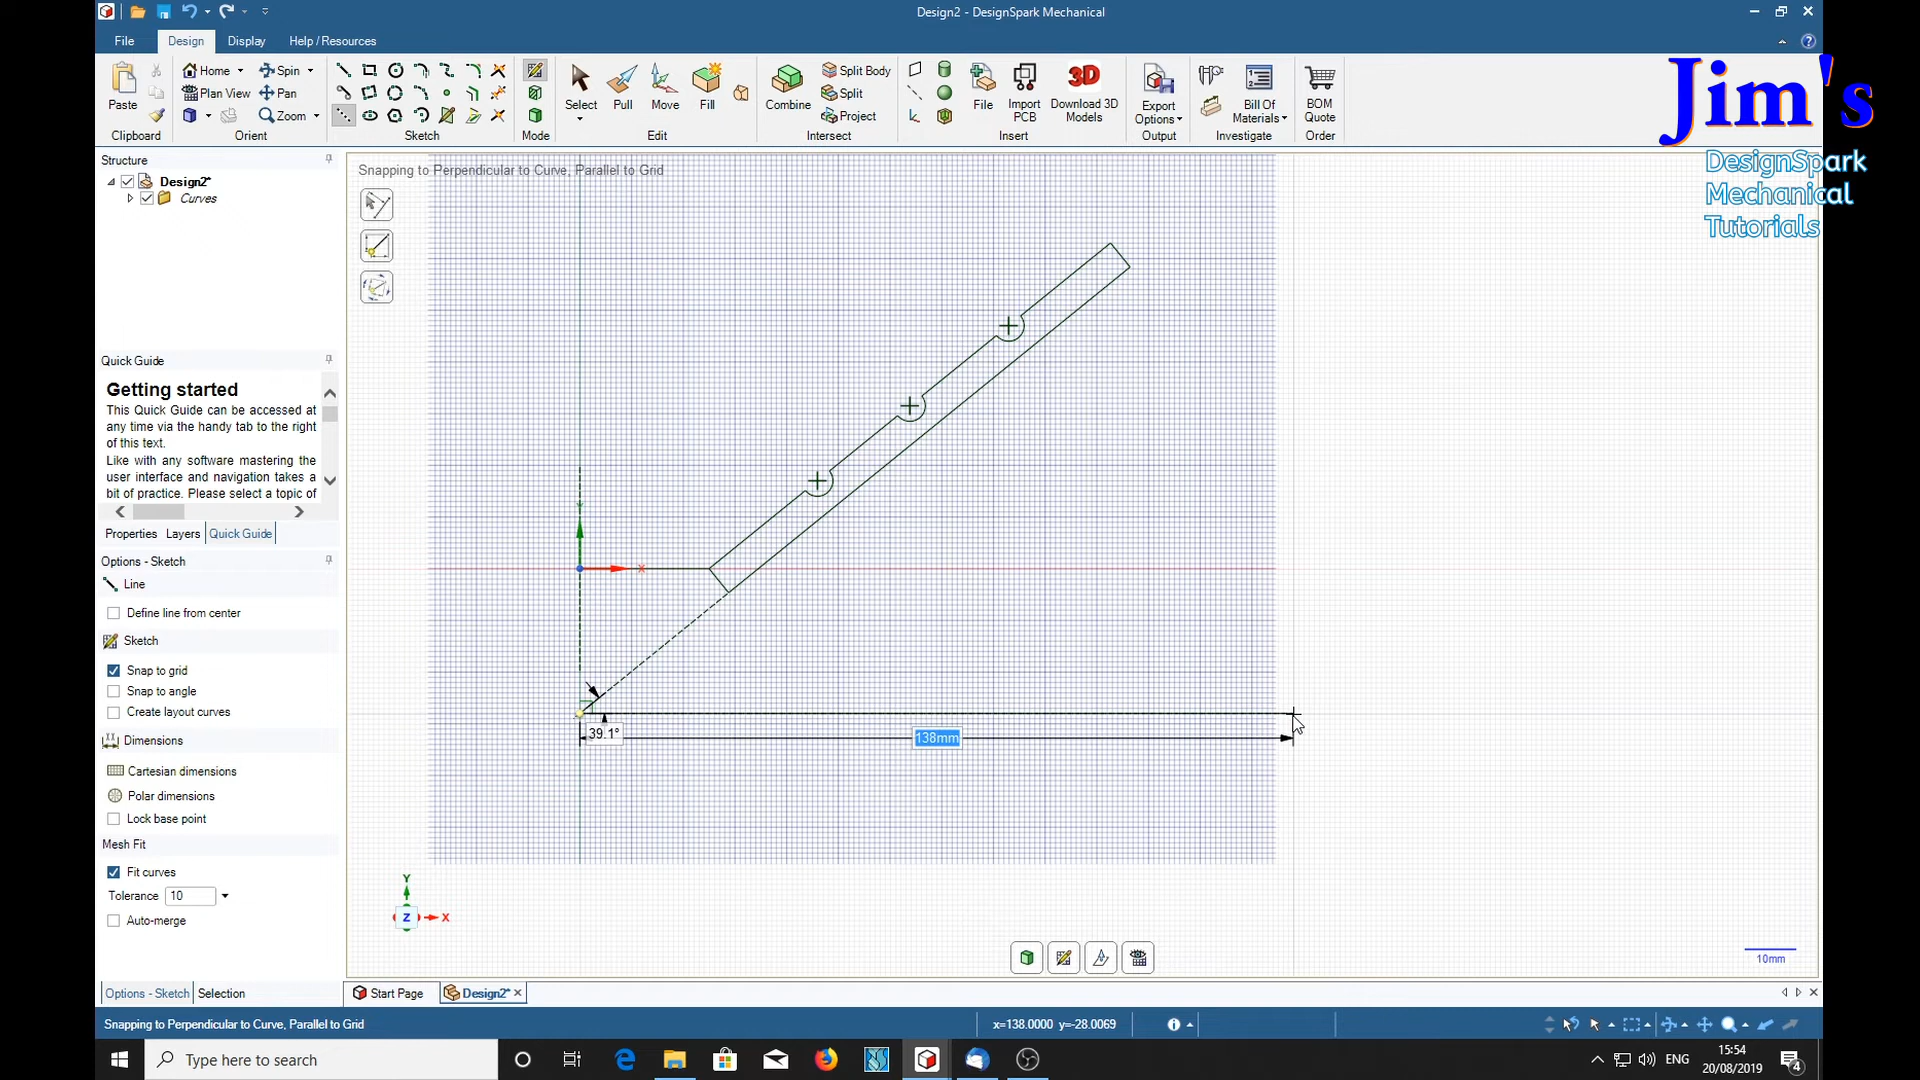 Design2 - DesignSpark Mechanical
File Design Display Help / Resources
Paste
Clipboard
Home Spin
Plan View Pan
Zoom
Orient
Sketch
Mode
Select Pull Move Fill
Edit
Combine
Split Body
Split
Project
Intersect
File
Import PCB
Download 3D Models
Insert
3D
Export Options
Output
Bill Of Materials
Investigate
BOM Quote
Order
Jim's
DesignSpark
Mechanical
Tutorials
Structure
Design2*
Curves
Snapping to Perpendicular to Curve, Parallel to Grid
Quick Guide
Getting started
This Quick Guide can be accessed at
any time via the handy tab to the right
of this text.
Like with any software mastering the
user interface and navigation takes a
bit of practice. Please select a topic of
Properties Layers Quick Guide
Options - Sketch
Line
Define line from center
Sketch
Snap to grid
Snap to angle
Create layout curves
Dimensions
Cartesian dimensions
Polar dimensions
Lock base point
Mesh Fit
Fit curves
Tolerance 10
Auto-merge
Options - Sketch Selection
X
39.1°
138mm
Y
Z
X
10mm
Start Page Design2*
Snapping to Perpendicular to Curve, Parallel to Grid
x=138.0000 y=-28.0069
Type here to search
ENG
15:54
20/08/2019
4